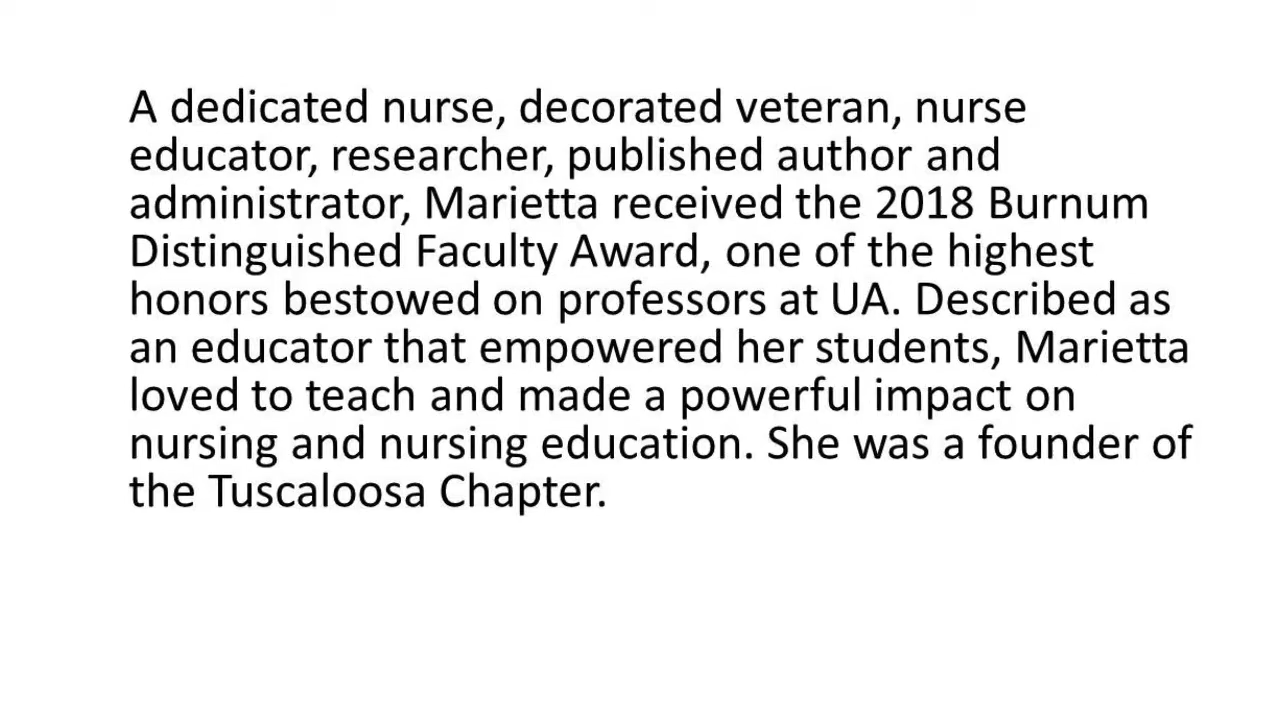 A dedicated nurse, decorated veteran, nurse
educator, researcher, published author and
administrator, Marietta received the 2018 Burnum
Distinguished Faculty Award, one of the highest
honors bestowed on professors at UA. Described as
an educator that empowered her students, Marietta
loved to teach and made a powerful impact on
nursing and nursing education. She was a founder of
the Tuscaloosa Chapter.